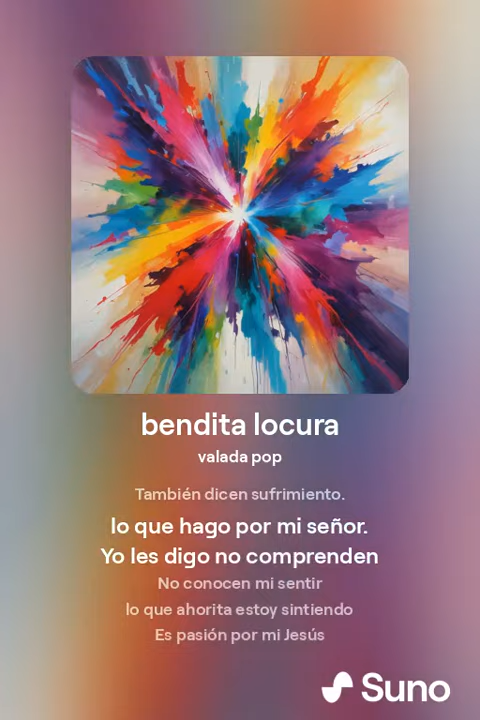 bendita locura
valada pop
También dicen sufrimiento.
lo que hago por mi señor.
Yo les digo no comprenden
No conocen mi sentir
lo que ahorita estoy sintiendo
Es pasión por mi Jesús
Suno